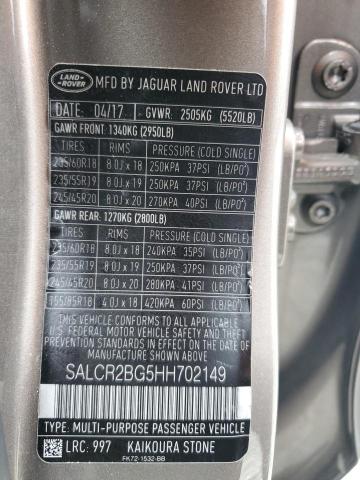 LAND ROVER
MFD BY JAGUAR LAND ROVER LTD
DATE: 04/17 GVWR: 2505KG (5520LB)
GAWR FRONT: 1340KG (2950LB)
TIRES RIMS PRESSURE (COLD SINGLE)
235/60R18 8.0J x 18 250KPA 37PSI (LB/PO²)
235/55R19 8.0J x 19 250KPA 37PSI (LB/PO²)
245/45R20 8.0J x 20 270KPA 40PSI (LB/PO²)
GAWR REAR: 1270KG (2800LB)
TIRES RIMS PRESSURE (COLD SINGLE)
235/60R18 8.0J x 18 240KPA 35PSI (LB/PO²)
235/55R19 8.0J x 19 250KPA 37PSI (LB/PO²)
245/45R20 8.0J x 20 280KPA 41PSI (LB/PO²)
155/85R18 4.0J x 18 420KPA 60PSI (LB/PO²)
THIS VEHICLE CONFORMS TO ALL APPLICABLE
FEDERAL MOTOR VEHICLE SAFETY
AND THEFT PREVENTION STANDARDS IN EFFECT
ON THE DATE OF MANUFACTURE SHOWN ABOVE
SALCR2BG5HH702149
TYPE: MULTI-PURPOSE PASSENGER VEHICLE
LRC: 997 KAIKOURA STONE
FK72-1532-BB